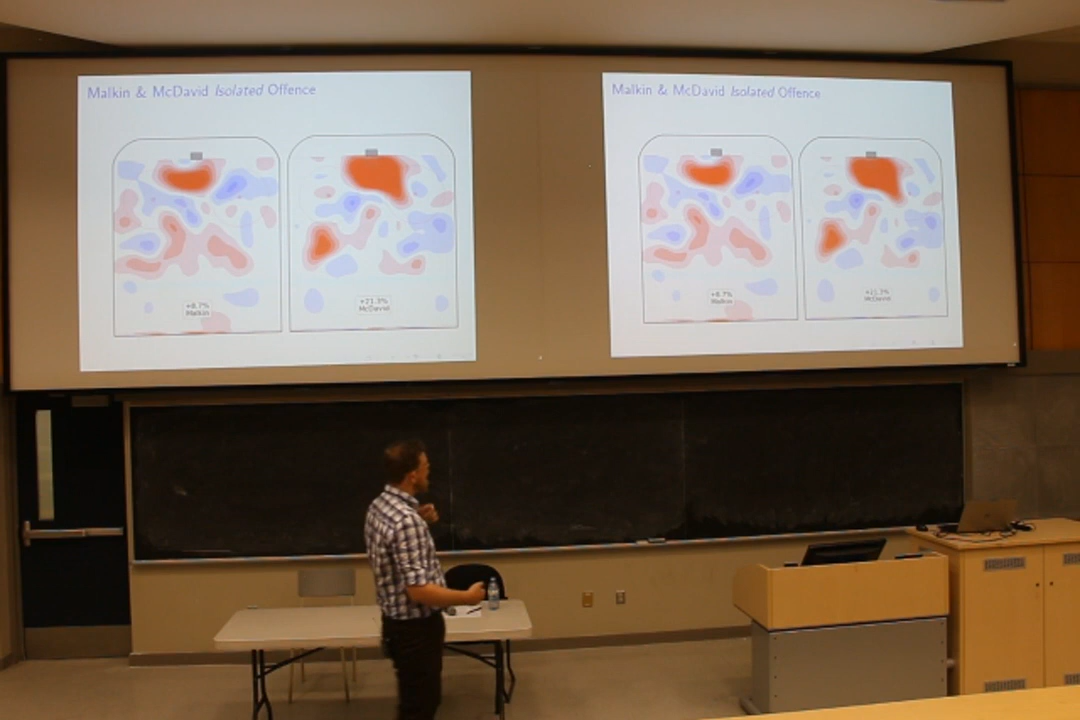 Malkin & McDavid Isolated Offence
+8.7%
Malkin
+21.3%
McDavid
Malkin & McDavid Isolated Offence
+8.7%
Malkin
+21.3%
McDavid